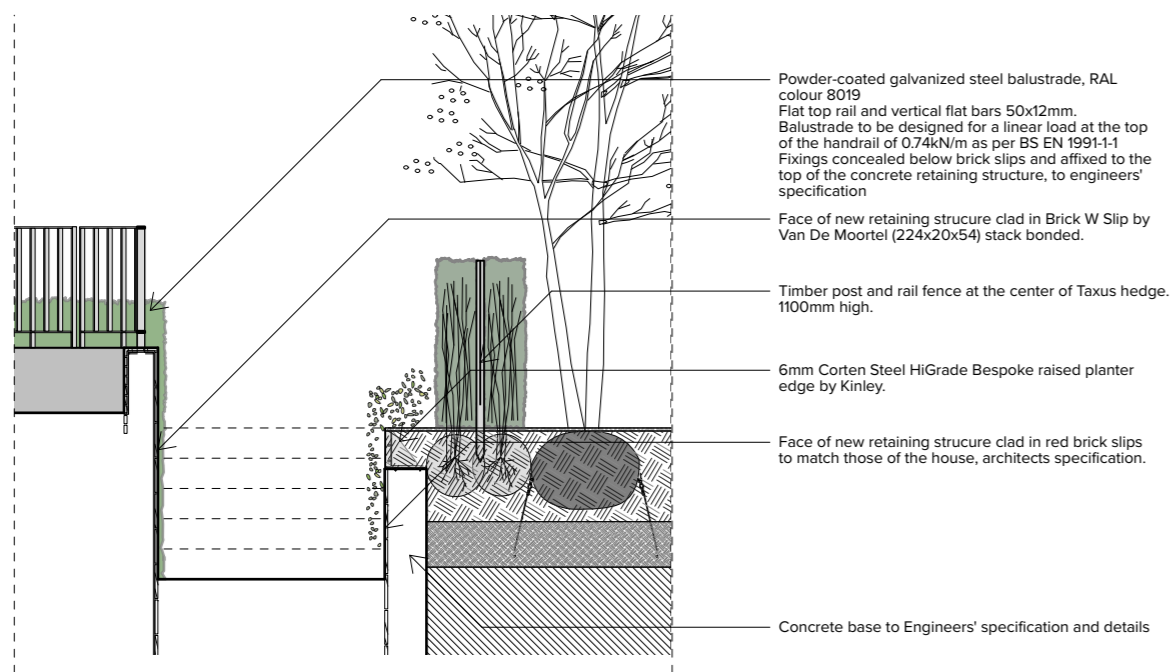 Powder-coated galvanized steel balustrade, RAL
colour 8019
Flat top rail and vertical flat bars 50x12mm.
Balustrade to be designed for a linear load at the top
of the handrail of 0.74kN/m as per BS EN 1991-1-1
Fixings concealed below brick slips and affixed to the
top of the concrete retaining structure, to engineers'
specification
Face of new retaining strucure clad in Brick W Slip by
Van De Moortel (224x20x54) stack bonded.
Timber post and rail fence at the center of Taxus hedge.
1100mm high.
6mm Corten Steel HiGrade Bespoke raised planter
edge by Kinley.
Face of new retaining strucure clad in red brick slips
to match those of the house, architects specification.
Concrete base to Engineers' specification and details